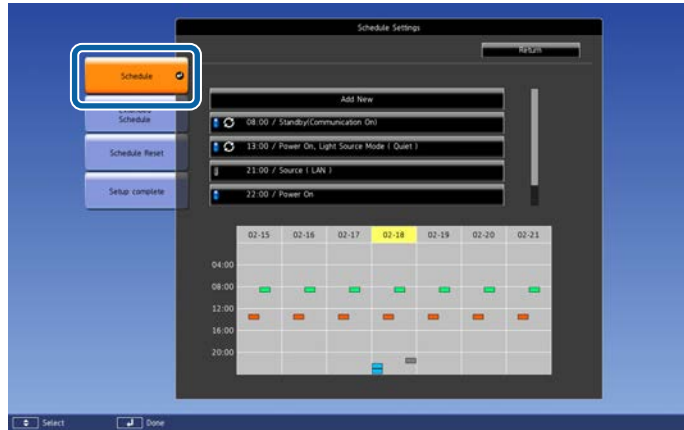 Schedule Settings
Return
Schedule
Schedule
Schedule Reset
Setup complete
Add New
08:00 / Standby(Communication On)
13:00 / Power On, Light Source Mode ( Quiet )
21:00 / Source ( LAN )
22:00 / Power On
02-15 02-16 02-17 02-18 02-19 02-20 02-21
04:00
08:00
12:00
16:00
20:00
Select Done